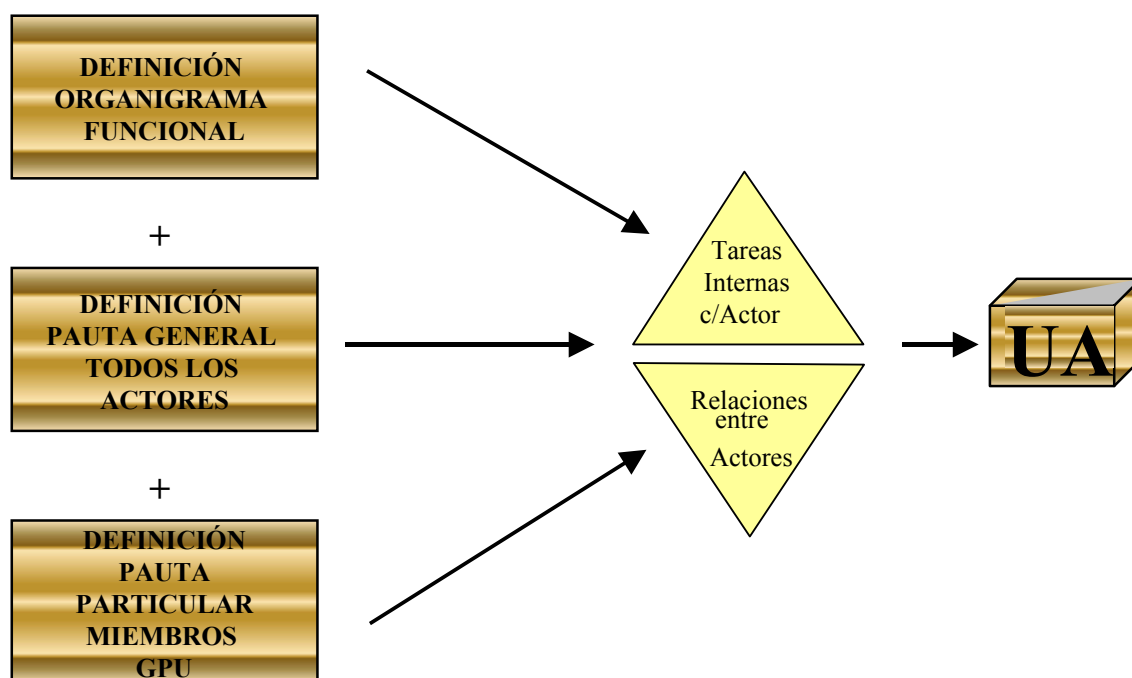 DEFINICIÓN
ORGANIGRAMA
FUNCIONAL
+
DEFINICIÓN
PAUTA GENERAL
TODOS LOS
ACTORES
+
DEFINICIÓN
PAUTA
PARTICULAR
MIEMBROS
GPU
Tareas
Internas
c/Actor
Relaciones
entre
Actores
UA